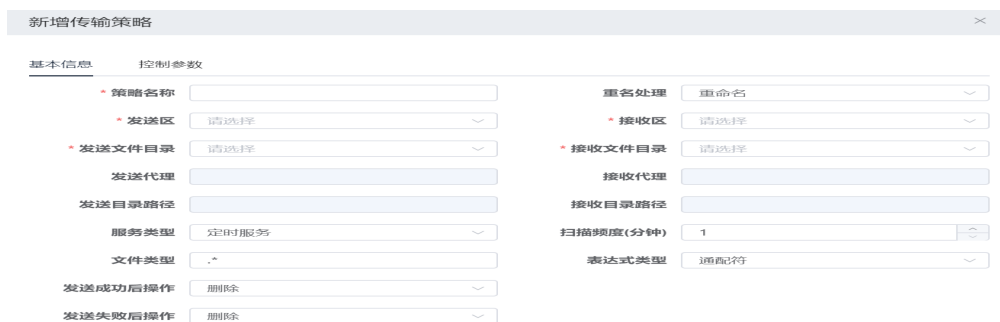 新增传输策略 ×
基本信息 控制参数
* 策略名称 重名处理 重命名
* 发送区 请选择 * 接收区 请选择
* 发送文件目录 请选择 * 接收文件目录 请选择
发送代理 接收代理
发送目录路径 接收目录路径
服务类型 定时服务 扫描频度(分钟) 1
文件类型 .* 表达式类型 通配符
发送成功后操作 删除
发送失败后操作 删除